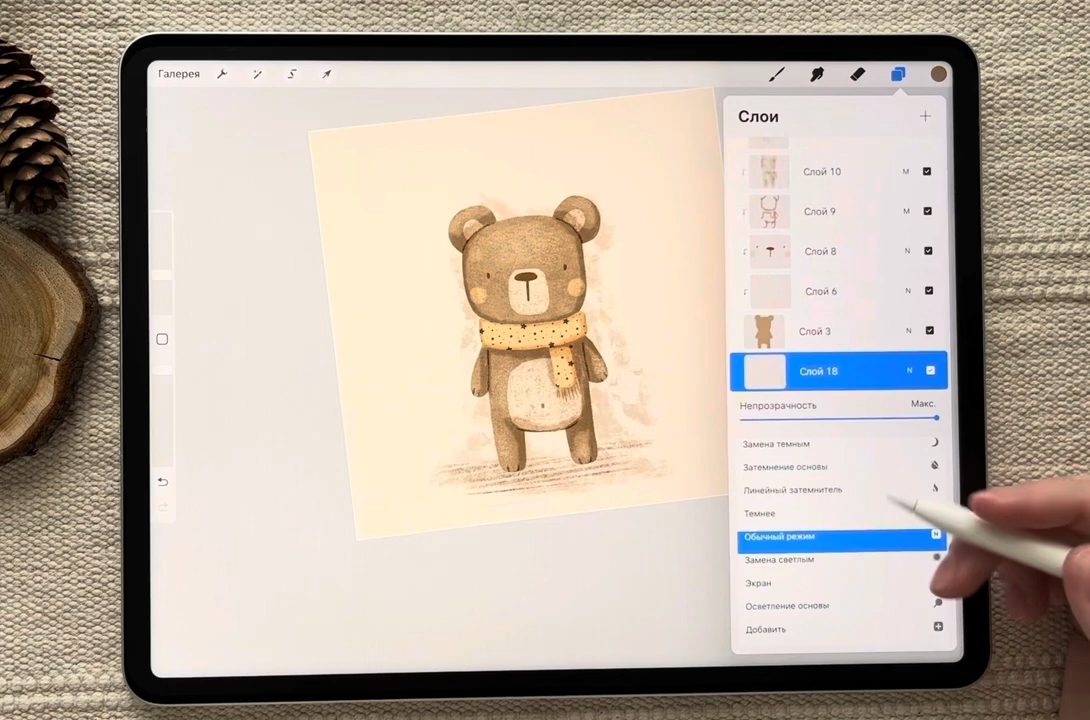 Галерея
Слои
Слой 10 M
Слой 9 M
Слой 8 N
Слой 6 N
Слой 3 N
Слой 18 N
Непрозрачность Макс.
Замена темным
Затемнение основы
Линейный затемнитель
Темнее
Обычный режим N
Замена светлым
Экран
Осветление основы
Добавить